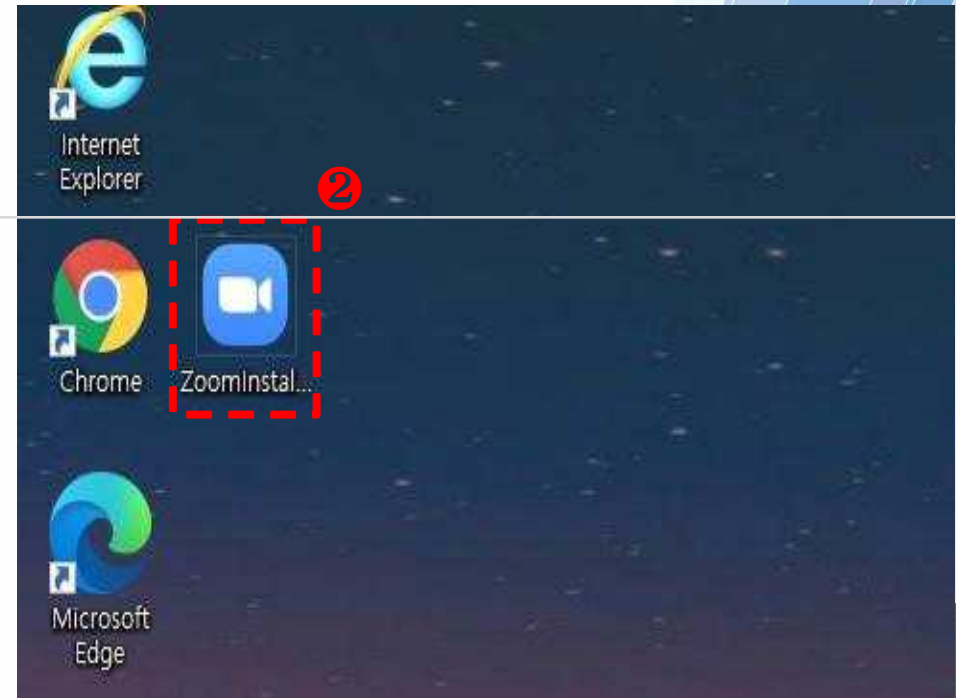 Internet
Explorer
❷
Chrome
ZoomInstal...
Microsoft
Edge